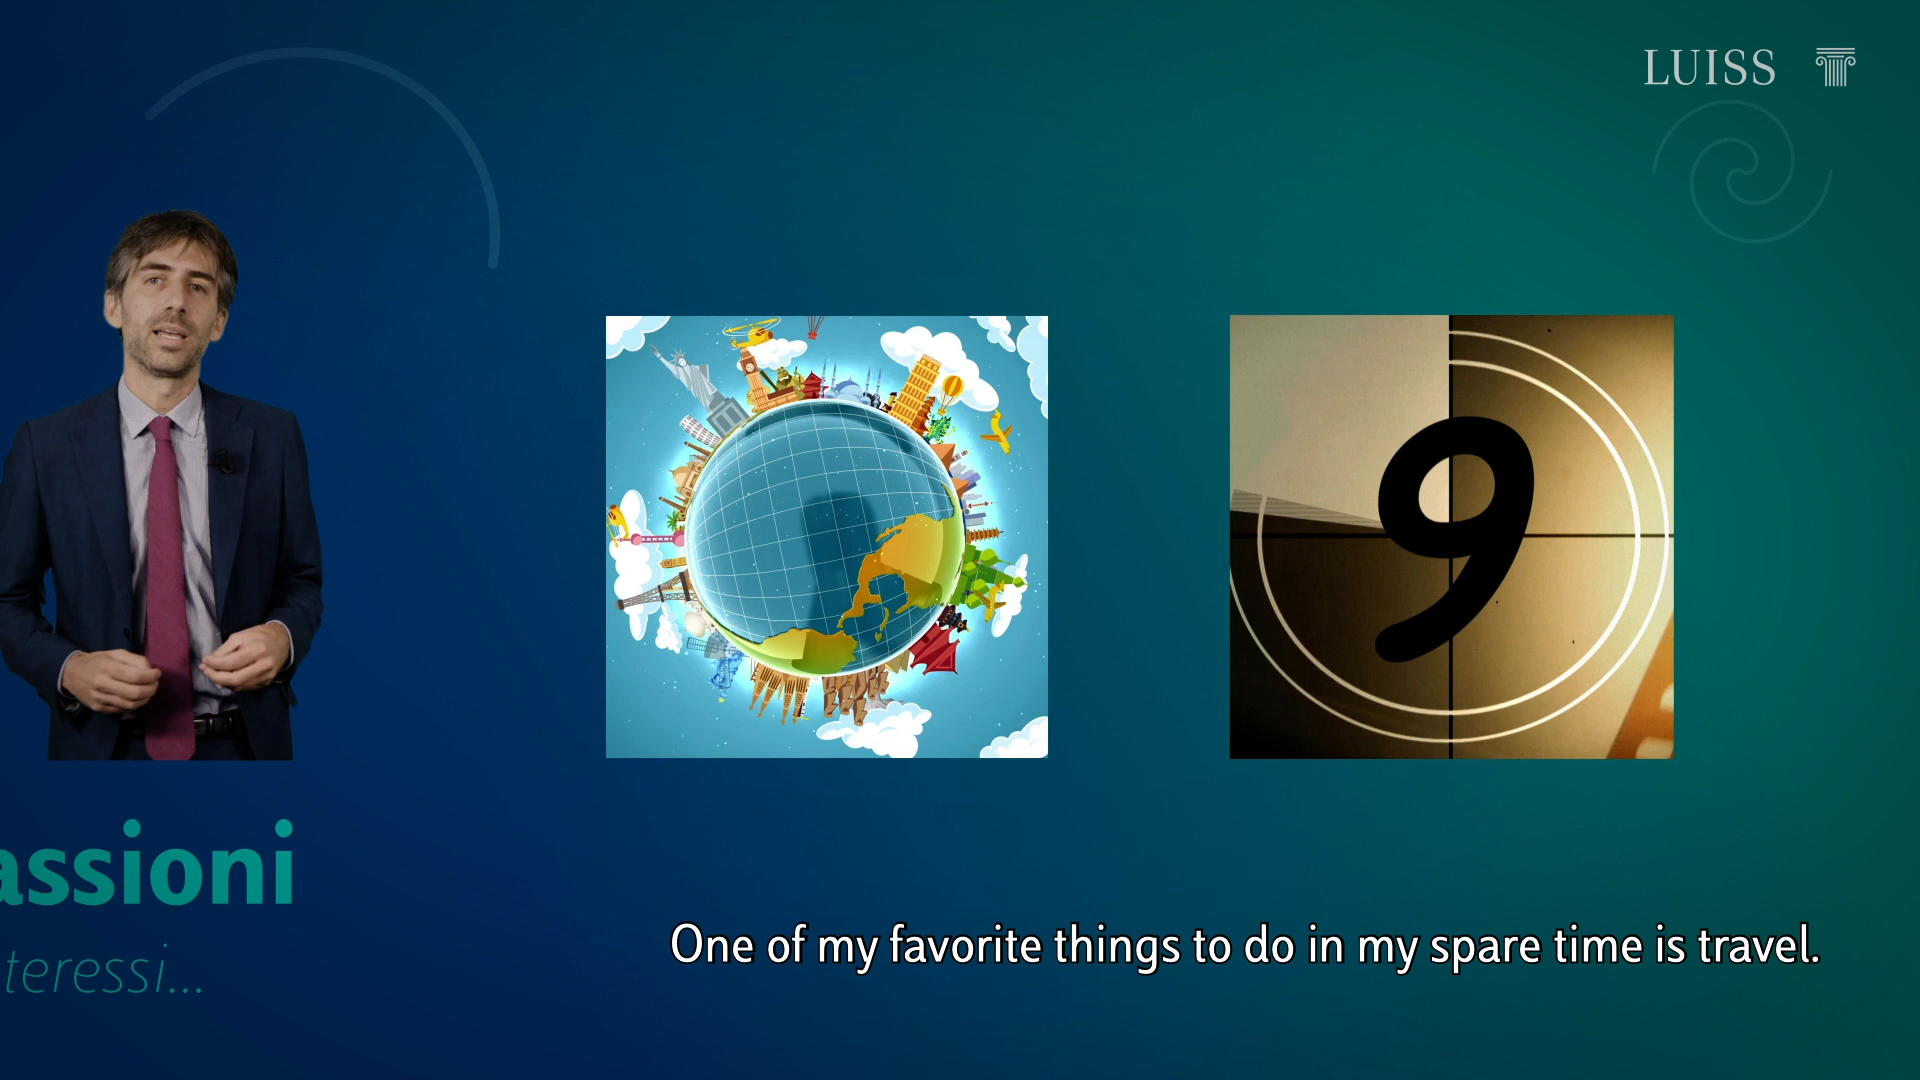 LUISS
9
assioni
teressi...
One of my favorite things to do in my spare time is travel.